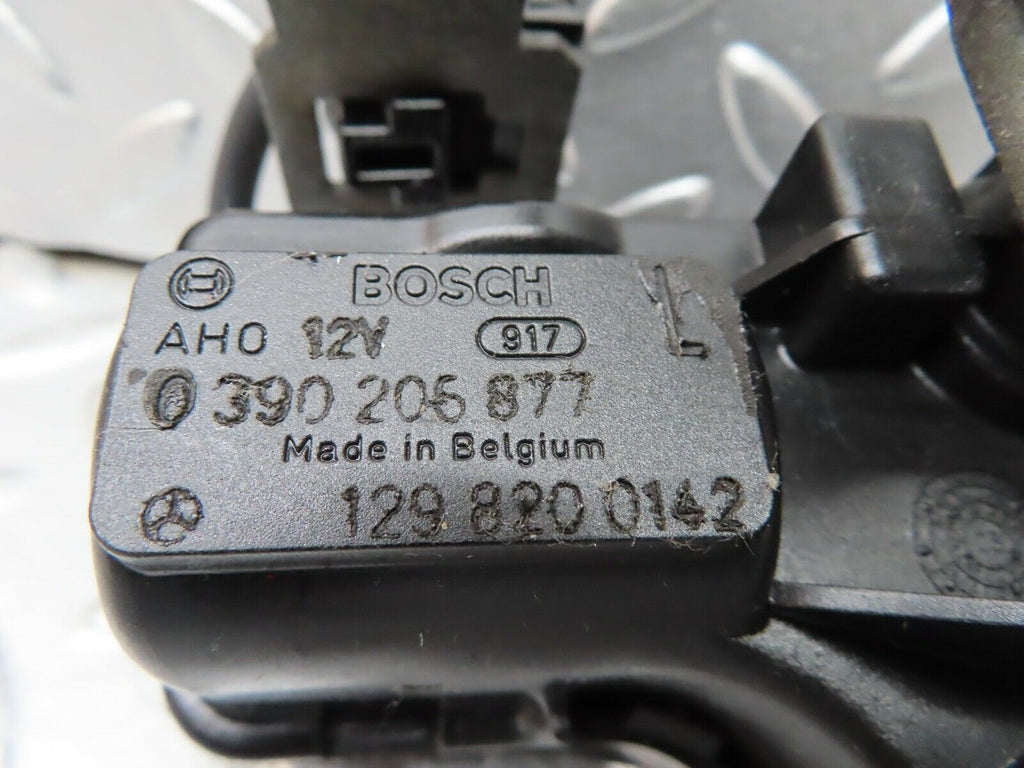 BOSCH L
AHO 12V 917
0 390 206 877
Made in Belgium
129 820 0142